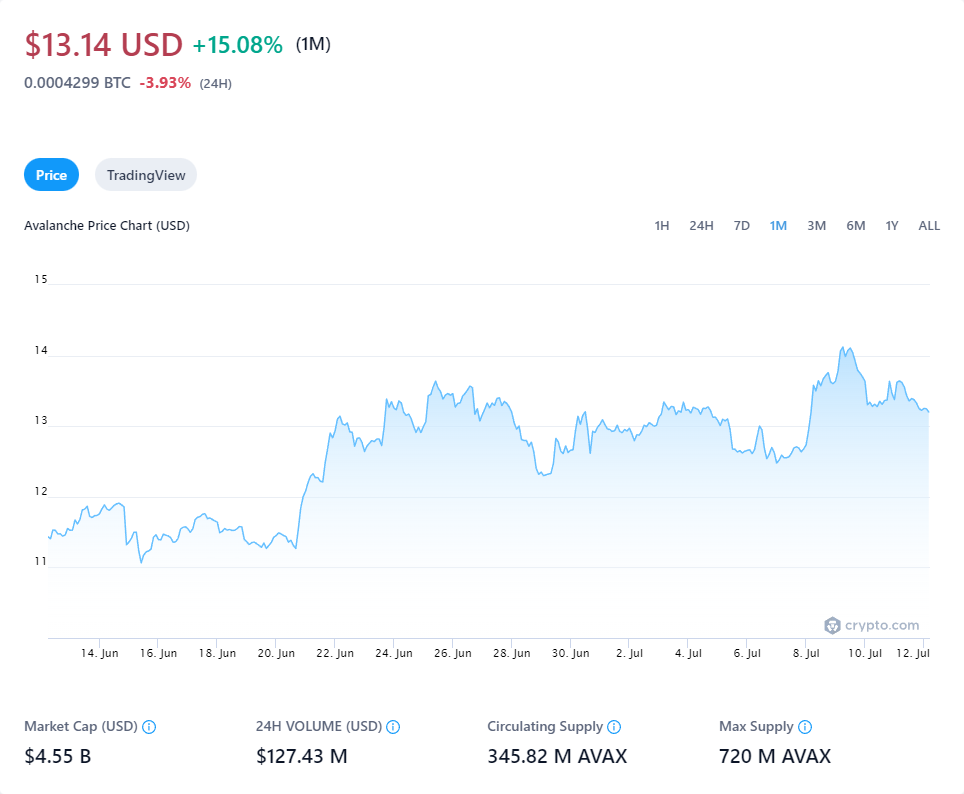 $13.14 USD +15.08% (1M)
0.0004299 BTC -3.93% (24H)
Price TradingView
Avalanche Price Chart (USD) 1H 24H 7D 1M 3M 6M 1Y ALL
15
14
13
12
11
crypto.com
14. Jun 16. Jun 18. Jun 20. Jun 22. Jun 24. Jun 26. Jun 28. Jun 30. Jun 2. Jul 4. Jul 6. Jul 8. Jul 10. Jul 12. Jul
Market Cap (USD) 24H VOLUME (USD) Circulating Supply Max Supply
$4.55 B $127.43 M 345.82 M AVAX 720 M AVAX